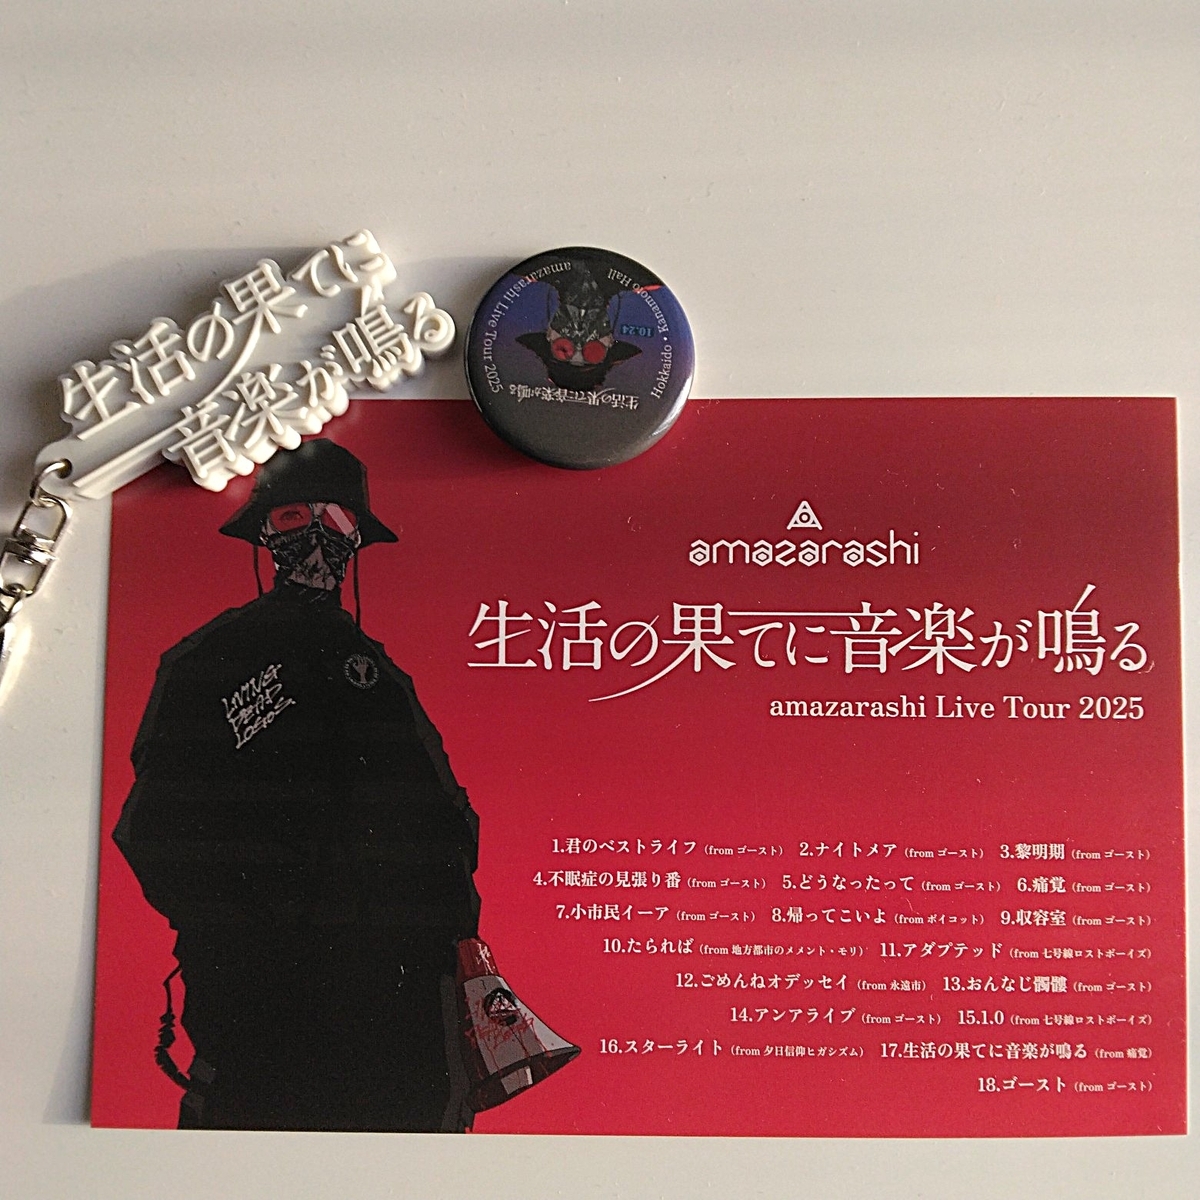 生活の果てに
音楽が鳴る
amazarashi Live Tour 2025
Hokkaido・Kanamoto Hall
10.24
生活の果てに音楽が鳴る
LIVING
DEAD
LOGOS
amazarashi
生活の果てに音楽が鳴る
amazarashi Live Tour 2025
1.君のベストライフ(from ゴースト) 2.ナイトメア(from ゴースト) 3.黎明期(from ゴースト)
4.不眠症の見張り番(from ゴースト) 5.どうなったって(from ゴースト) 6.痛覚(from ゴースト)
7.小市民イーア(from ゴースト) 8.帰ってこいよ(from ボイコット) 9.収容室(from ゴースト)
10.たられば(from 地方都市のメメント・モリ) 11.アダプテッド(from 七号線ロストボーイズ)
12.ごめんねオデッセイ(from 永遠市) 13.おんなじ髑髏(from ゴースト)
14.アンアライブ(from ゴースト) 15.1.0(from 七号線ロストボーイズ)
16.スターライト(from 夕日信仰ヒガシズム) 17.生活の果てに音楽が鳴る(from 痛覚)
18.ゴースト(from ゴースト)